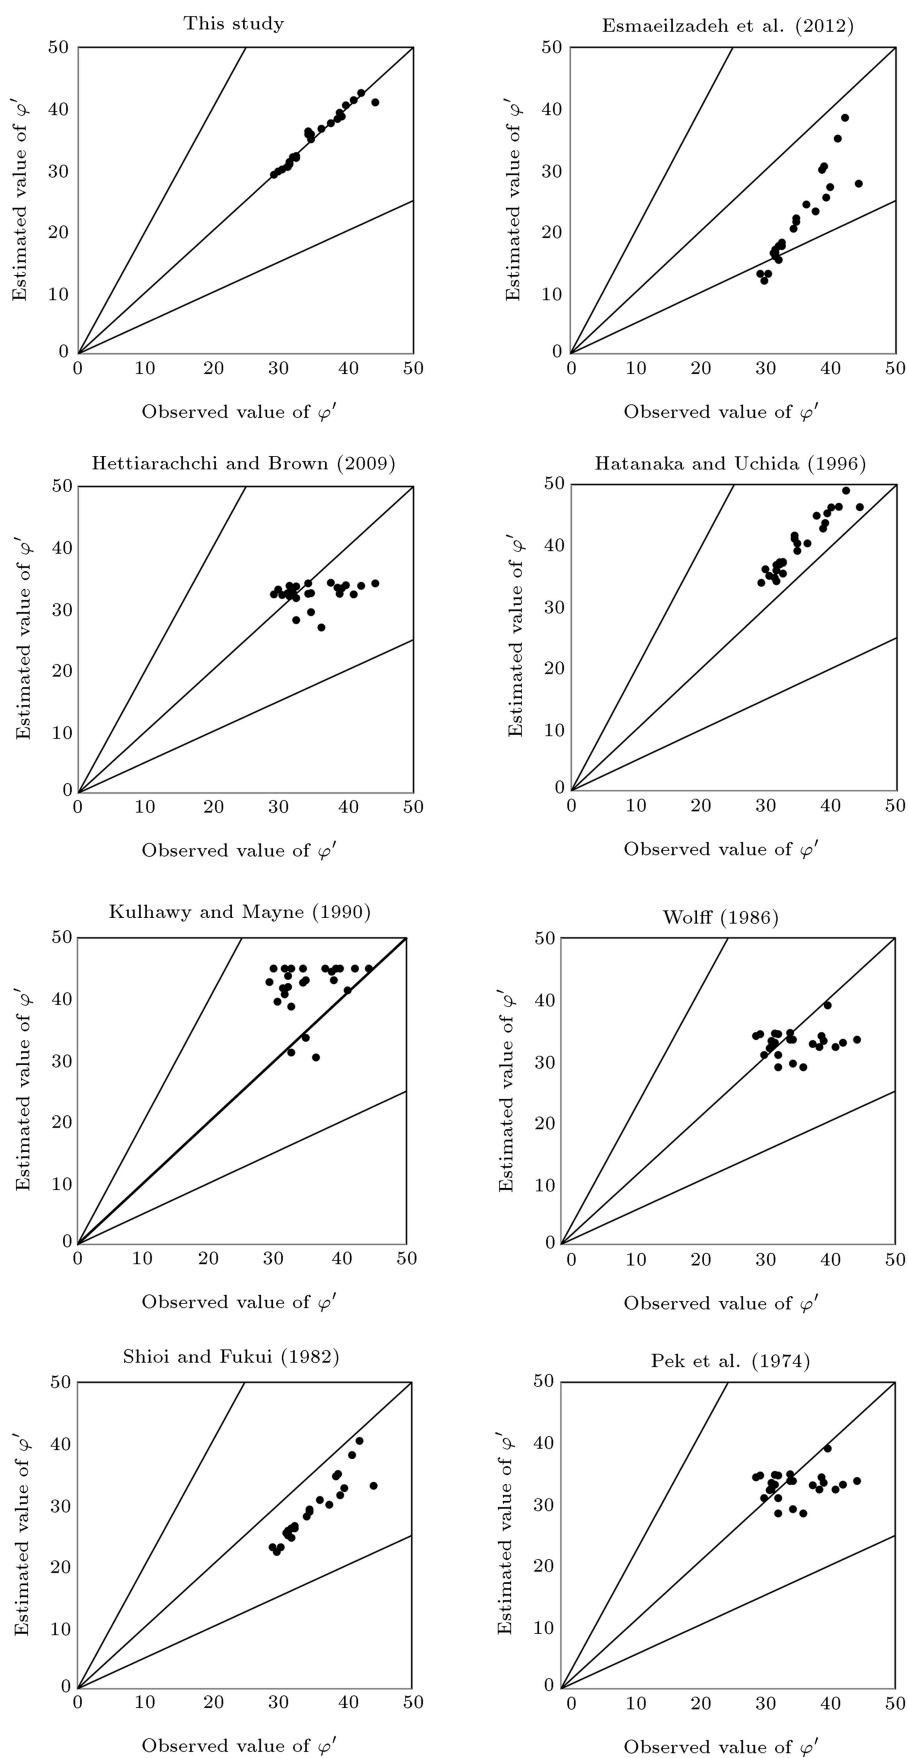 This study
Estimated value of φ′
50
40
30
20
10
0
0 10 20 30 40 50
Observed value of φ′
Esmaeilzadeh et al. (2012)
Estimated value of φ′
50
40
30
20
10
0
0 10 20 30 40 50
Observed value of φ′
Hettiarachchi and Brown (2009)
Estimated value of φ′
50
40
30
20
10
0
0 10 20 30 40 50
Observed value of φ′
Hatanaka and Uchida (1996)
Estimated value of φ′
50
40
30
20
10
0
0 10 20 30 40 50
Observed value of φ′
Kulhawy and Mayne (1990)
Estimated value of φ′
50
40
30
20
10
0
0 10 20 30 40 50
Observed value of φ′
Wolff (1986)
Estimated value of φ′
50
40
30
20
10
0
0 10 20 30 40 50
Observed value of φ′
Shioi and Fukui (1982)
Estimated value of φ′
50
40
30
20
10
0
0 10 20 30 40 50
Observed value of φ′
Pek et al. (1974)
Estimated value of φ′
50
40
30
20
10
0
0 10 20 30 40 50
Observed value of φ′